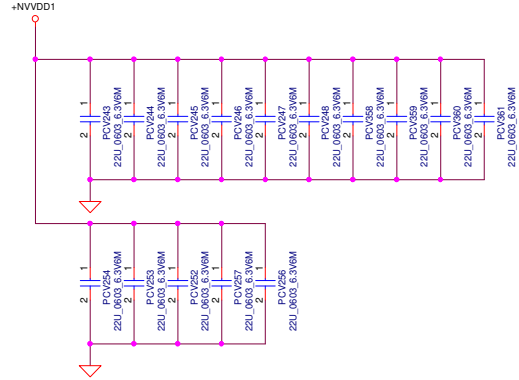 +NVVDD1
1
2
PCV243
22U_0603_6.3V6M
1
2
PCV244
22U_0603_6.3V6M
1
2
PCV245
22U_0603_6.3V6M
1
2
PCV246
22U_0603_6.3V6M
1
2
PCV247
22U_0603_6.3V6M
1
2
PCV248
22U_0603_6.3V6M
1
2
PCV358
22U_0603_6.3V6M
1
2
PCV359
22U_0603_6.3V6M
1
2
PCV360
22U_0603_6.3V6M
1
2
PCV361
22U_0603_6.3V6M
1
2
PCV254
22U_0603_6.3V6M
1
2
PCV253
22U_0603_6.3V6M
1
2
PCV252
22U_0603_6.3V6M
1
2
PCV257
22U_0603_6.3V6M
1
2
PCV256
22U_0603_6.3V6M